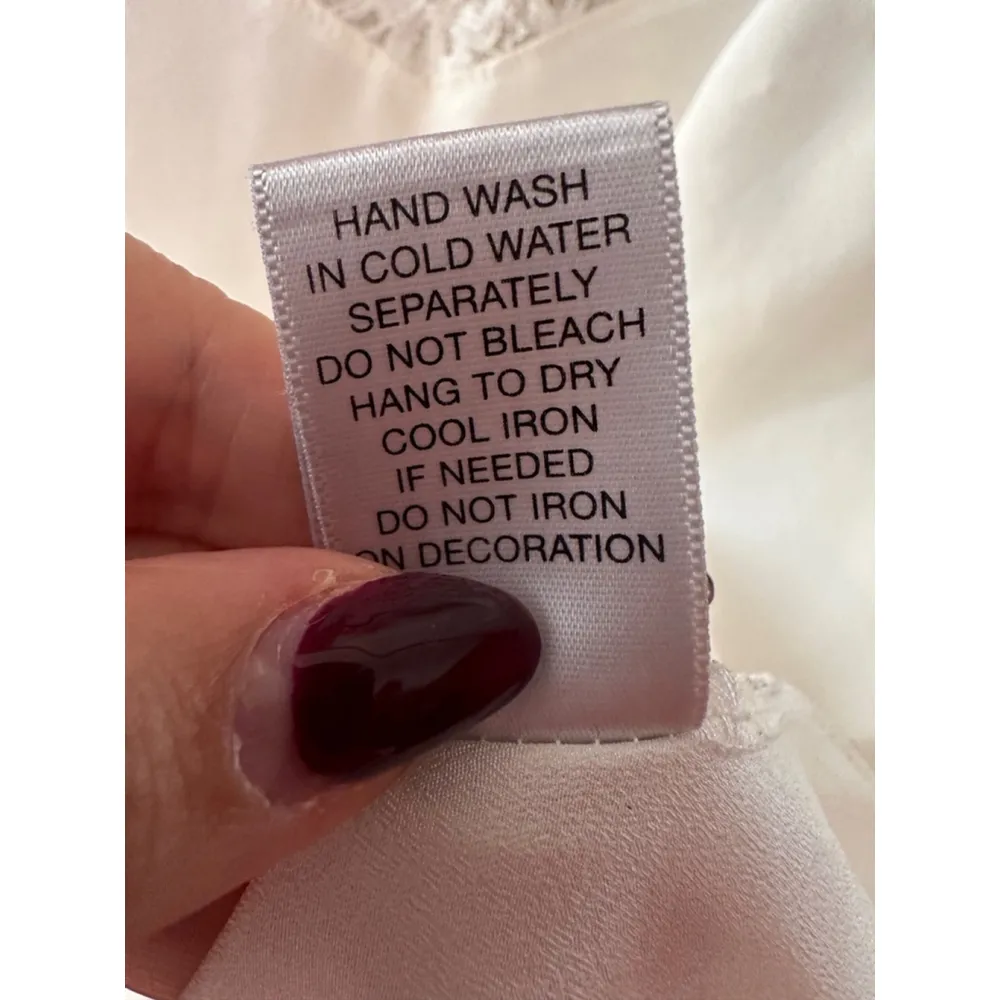 HAND WASH
IN COLD WATER
SEPARATELY
DO NOT BLEACH
HANG TO DRY
COOL IRON
IF NEEDED
DO NOT IRON
ON DECORATION